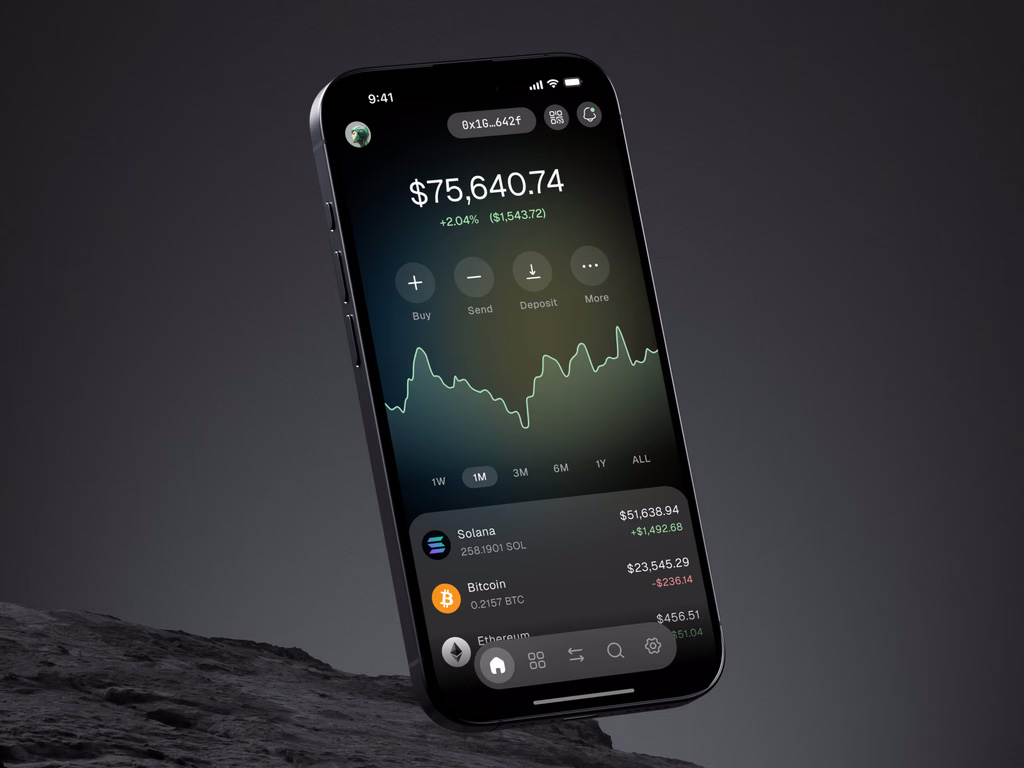 9:41
0x1G…642f
$75,640.74
+2.04% ($1,543.72)
Buy
Send
Deposit
More
1W 1M 3M 6M 1Y ALL
Solana
$51,638.94
258.1901 SOL
+$1,492.68
Bitcoin
$23,545.29
0.2157 BTC
-$236.14
Ethereum
$456.51
$51.04